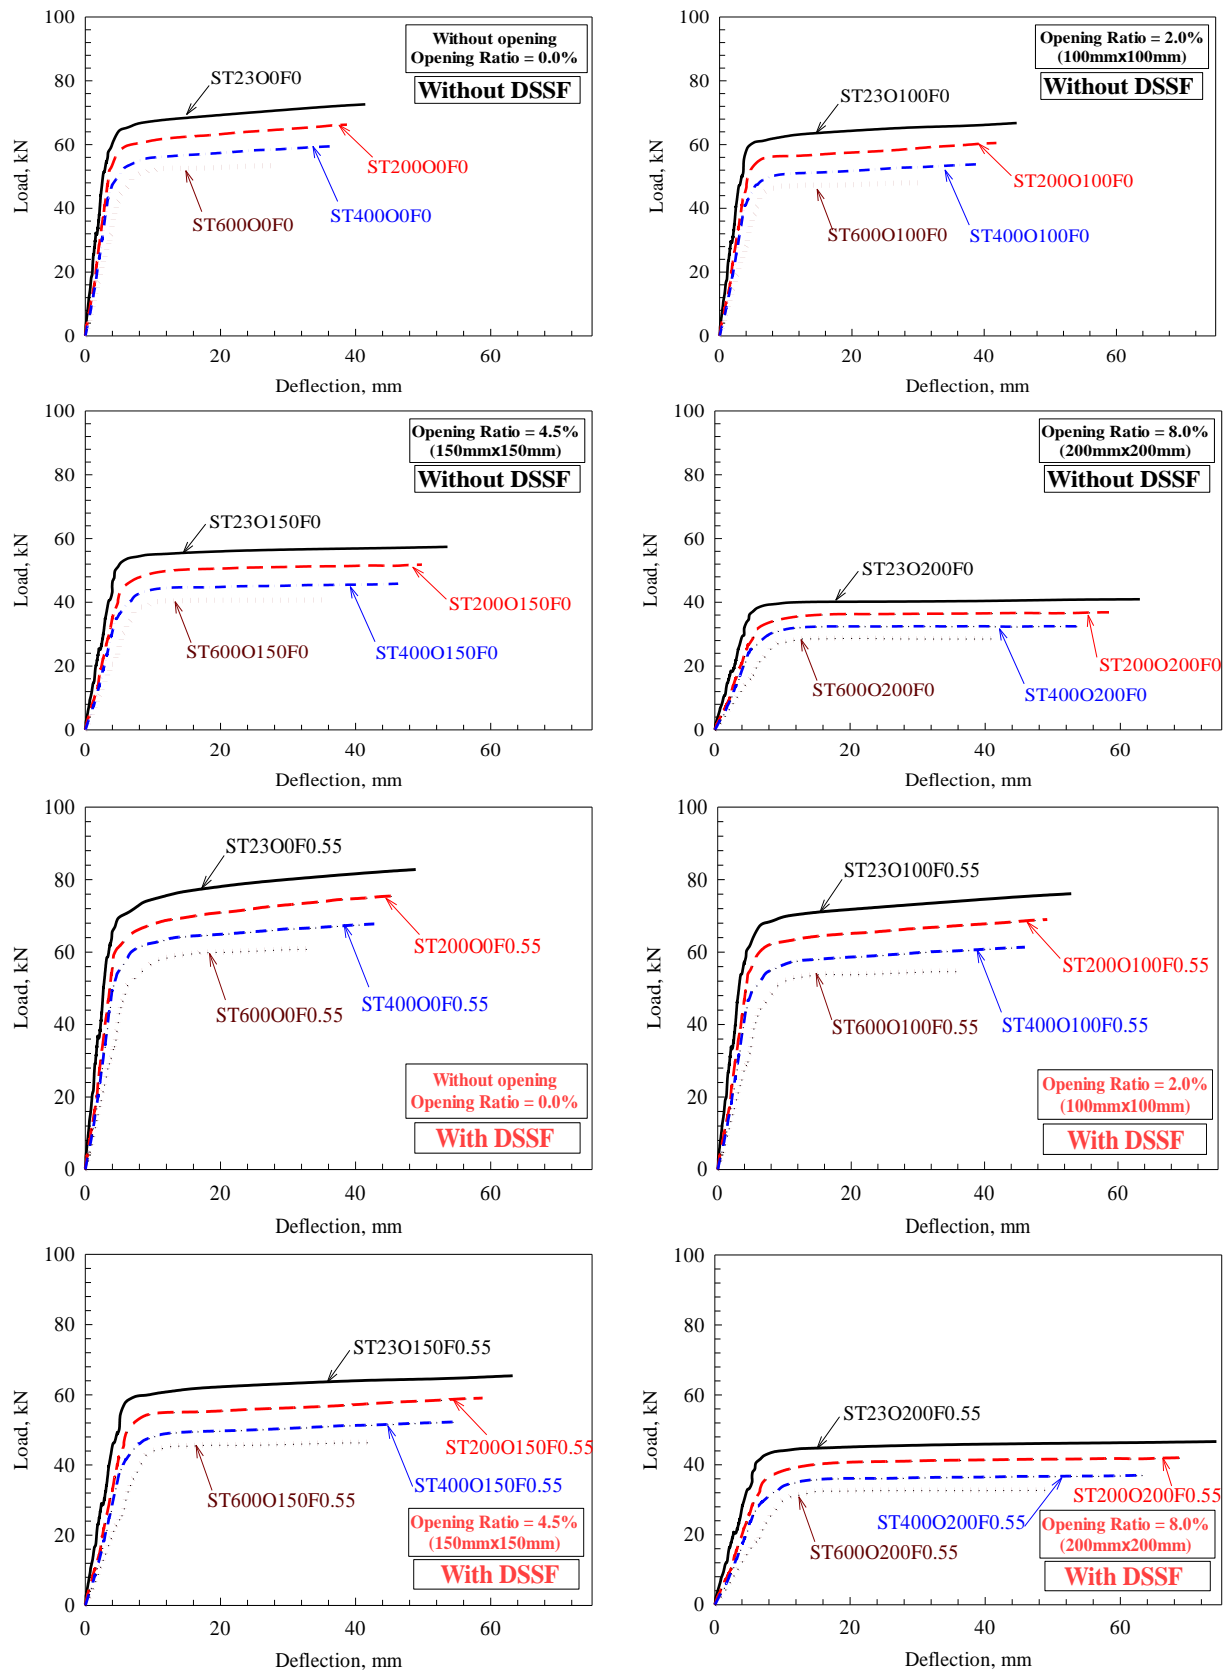 100
80
60
40
20
0
Load, kN
Without opening
Opening Ratio = 0.0%
Without DSSF
ST23O0F0
ST200O0F0
ST400O0F0
ST600O0F0
0 20 40 60
Deflection, mm
100
80
60
40
20
0
Load, kN
Opening Ratio = 2.0%
(100mmx100mm)
Without DSSF
ST23O100F0
ST200O100F0
ST600O100F0 ST400O100F0
0 20 40 60
Deflection, mm
100
80
60
40
20
0
Load, kN
Opening Ratio = 4.5%
(150mmx150mm)
Without DSSF
ST23O150F0
ST200O150F0
ST600O150F0 ST400O150F0
0 20 40 60
Deflection, mm
100
80
60
40
20
0
Load, kN
Opening Ratio = 8.0%
(200mmx200mm)
Without DSSF
ST23O200F0
ST200O200F0
ST600O200F0 ST400O200F0
0 20 40 60
Deflection, mm
100
80
60
40
20
0
Load, kN
ST23O0F0.55
ST200O0F0.55
ST400O0F0.55
ST600O0F0.55
Without opening
Opening Ratio = 0.0%
With DSSF
0 20 40 60
Deflection, mm
100
80
60
40
20
0
Load, kN
ST23O100F0.55
ST200O100F0.55
ST600O100F0.55 ST400O100F0.55
Opening Ratio = 2.0%
(100mmx100mm)
With DSSF
0 20 40 60
Deflection, mm
100
80
60
40
20
0
Load, kN
ST23O150F0.55
ST200O150F0.55
ST400O150F0.55
ST600O150F0.55
Opening Ratio = 4.5%
(150mmx150mm)
With DSSF
0 20 40 60
Deflection, mm
100
80
60
40
20
0
Load, kN
ST23O200F0.55
ST200O200F0.55
ST400O200F0.55
ST600O200F0.55
Opening Ratio = 8.0%
(200mmx200mm)
With DSSF
0 20 40 60
Deflection, mm